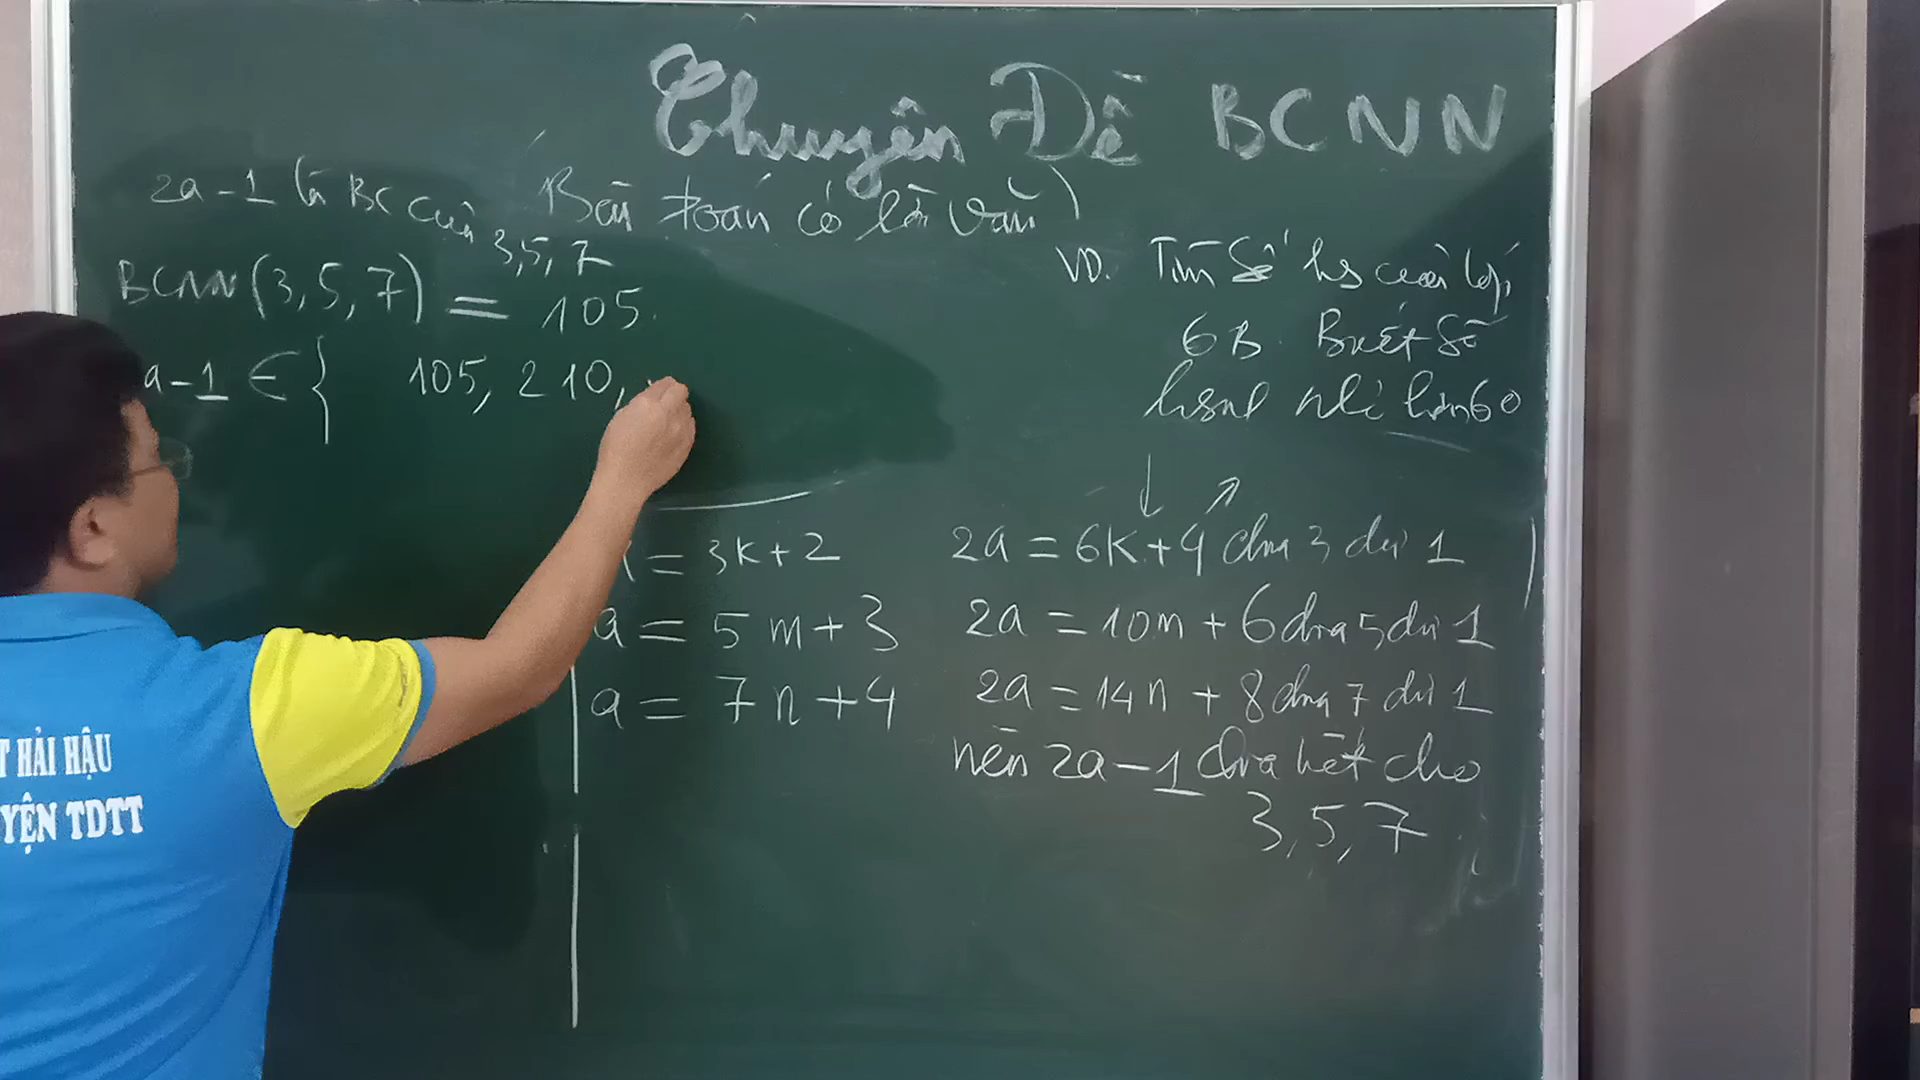 Chuyên Đề BCNN
Bài toán có lời văn)
2a-1 là BC của
3,5,7
BCNN(3,5,7) = 105.
a-1 ∈ { 105, 210,
VD. Tìm số hs của lớp
6B. Biết số
hs nhỏ hơn 60
= 3k+2
a = 5m+3
a = 7n+4
2a = 6k+4 chia 3 dư 1
2a = 10m + 6 chia 5 dư 1
2a = 14n + 8 chia 7 dư 1
nên 2a-1 chia hết cho
3,5,7
T HẢI HẬU
YỆN TDTT